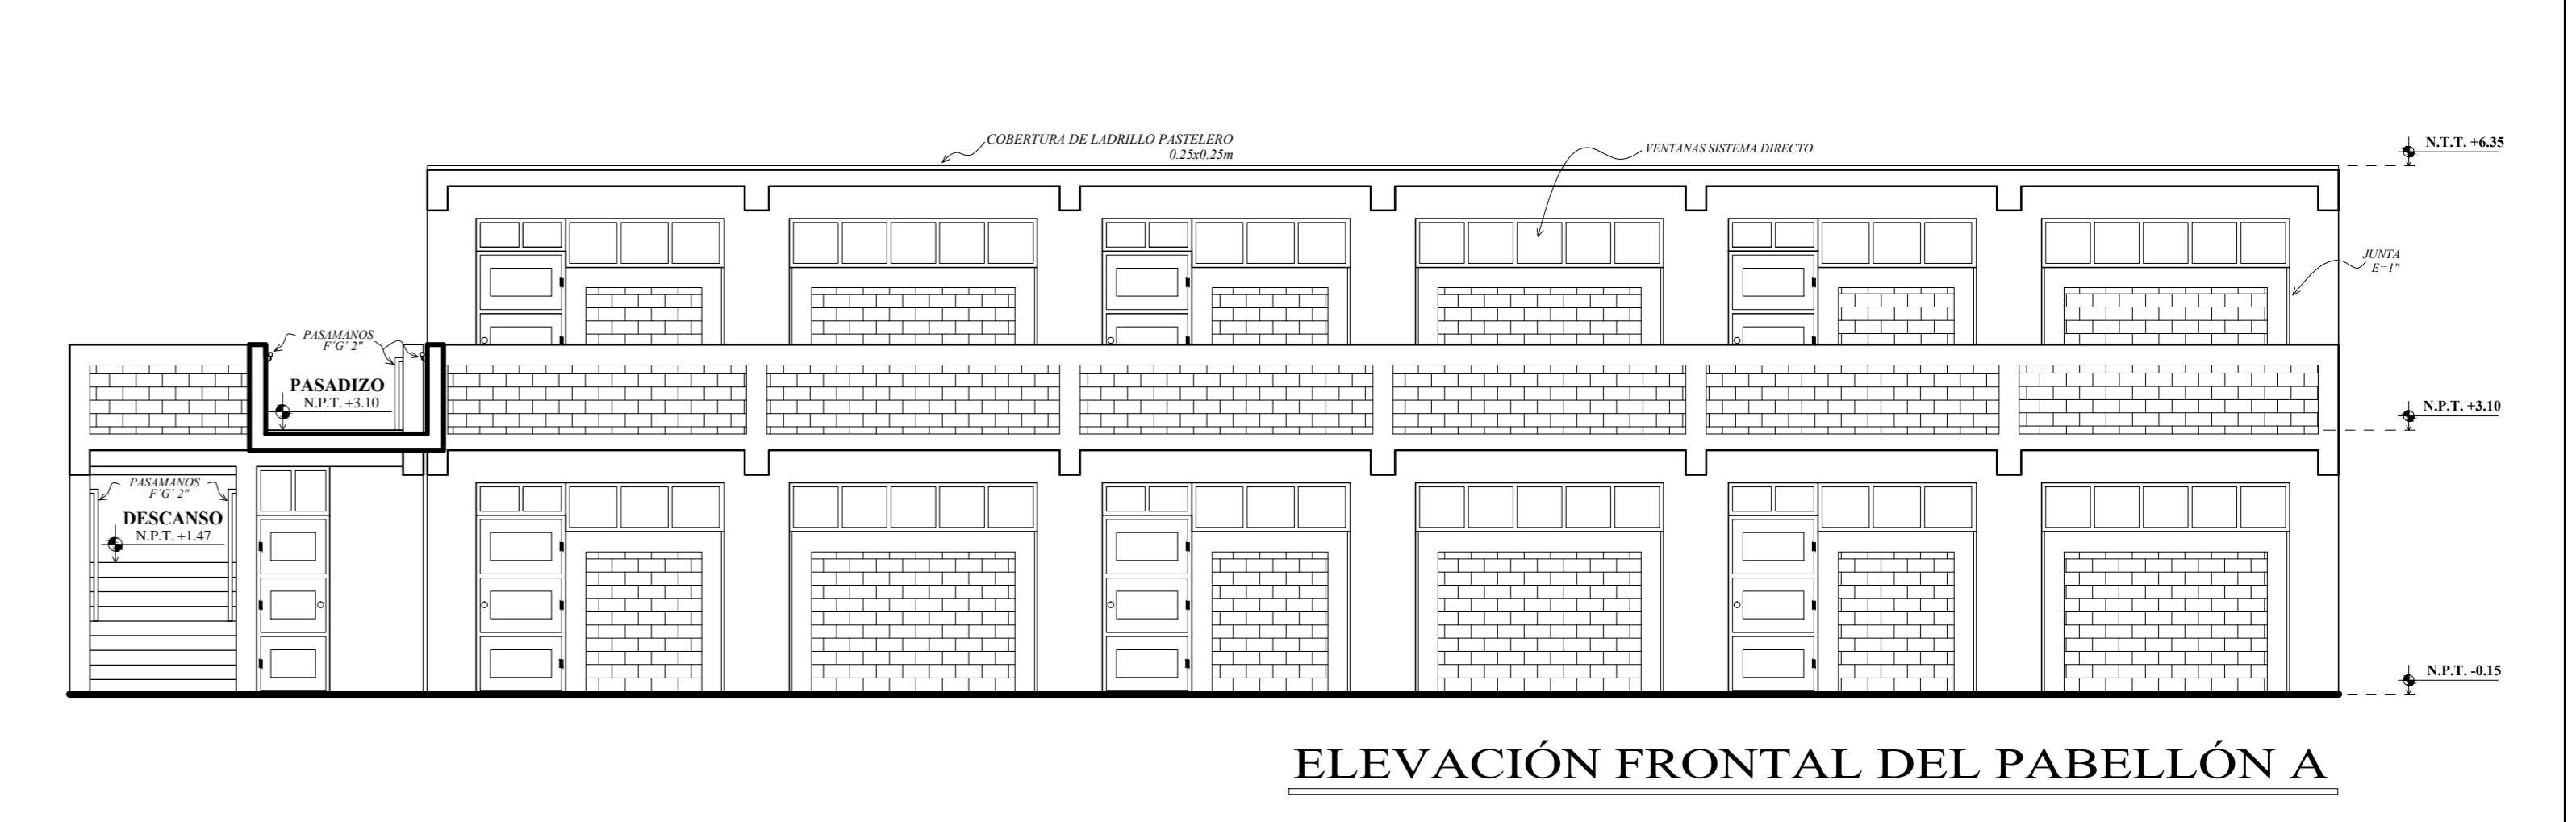 COBERTURA DE LADRILLO PASTELERO
0.25x0.25m
VENTANAS SISTEMA DIRECTO
N.T.T. +6.35
JUNTA
E=1"
PASAMANOS
F´G´ 2"
PASADIZO
N.P.T. +3.10
N.P.T. +3.10
PASAMANOS
F´G´ 2"
DESCANSO
N.P.T. +1.47
N.P.T. -0.15
ELEVACIÓN FRONTAL DEL PABELLÓN A